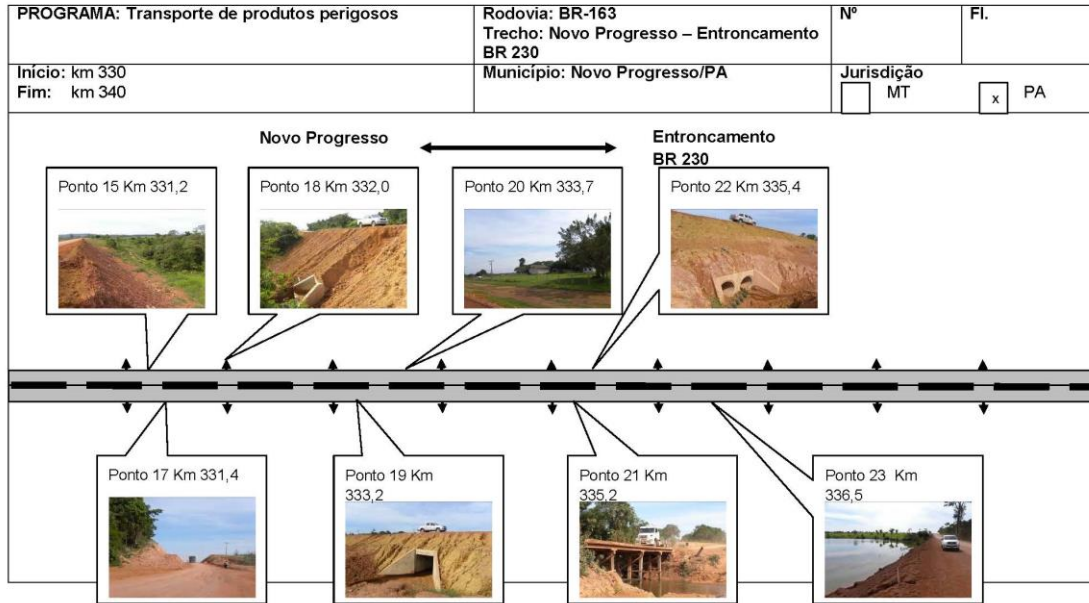 PROGRAMA: Transporte de produtos perigosos
Rodovia: BR-163
Trecho: Novo Progresso – Entroncamento
BR 230
Nº
Fl.
Início: km 330
Fim: km 340
Município: Novo Progresso/PA
Jurisdição
MT
x PA
Novo Progresso
Entroncamento
BR 230
Ponto 15 Km 331,2
Ponto 18 Km 332,0
Ponto 20 Km 333,7
Ponto 22 Km 335,4
Ponto 17 Km 331,4
Ponto 19 Km
333,2
Ponto 21 Km
335,2
Ponto 23 Km
336,5